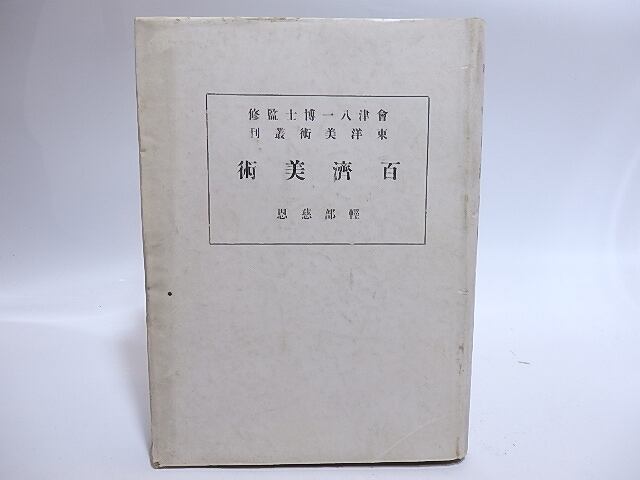 會津八一博士監修
東洋美術叢刊
百濟美術
輕部慈恩